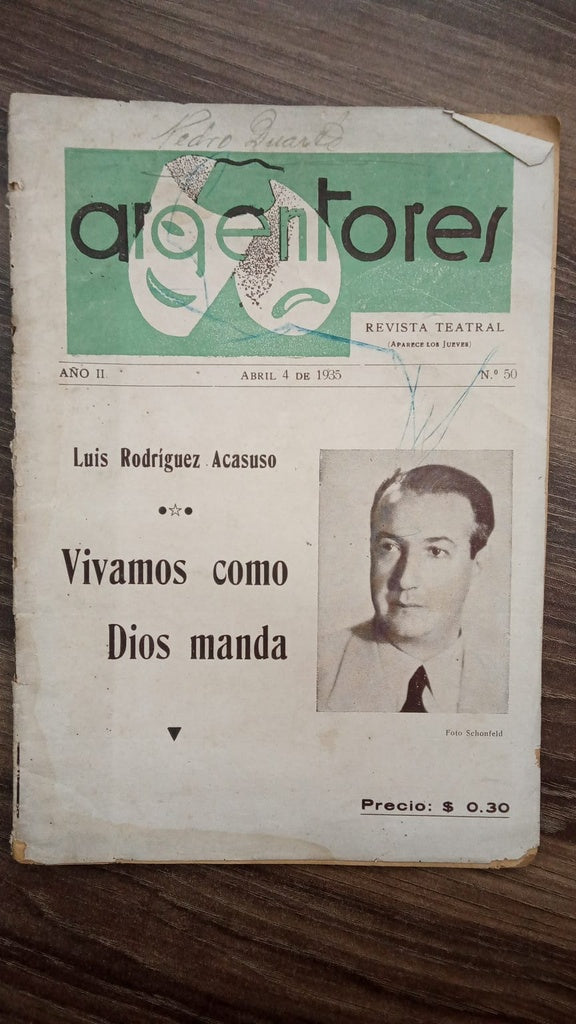 Pedro Duarte
argentores
REVISTA TEATRAL
(APARECE LOS JUEVES)
AÑO II. ABRIL 4 DE 1935 N.º 50
Luis Rodríguez Acasuso
Vivamos como
Dios manda
Foto Schonfeld
Precio: $ 0.30